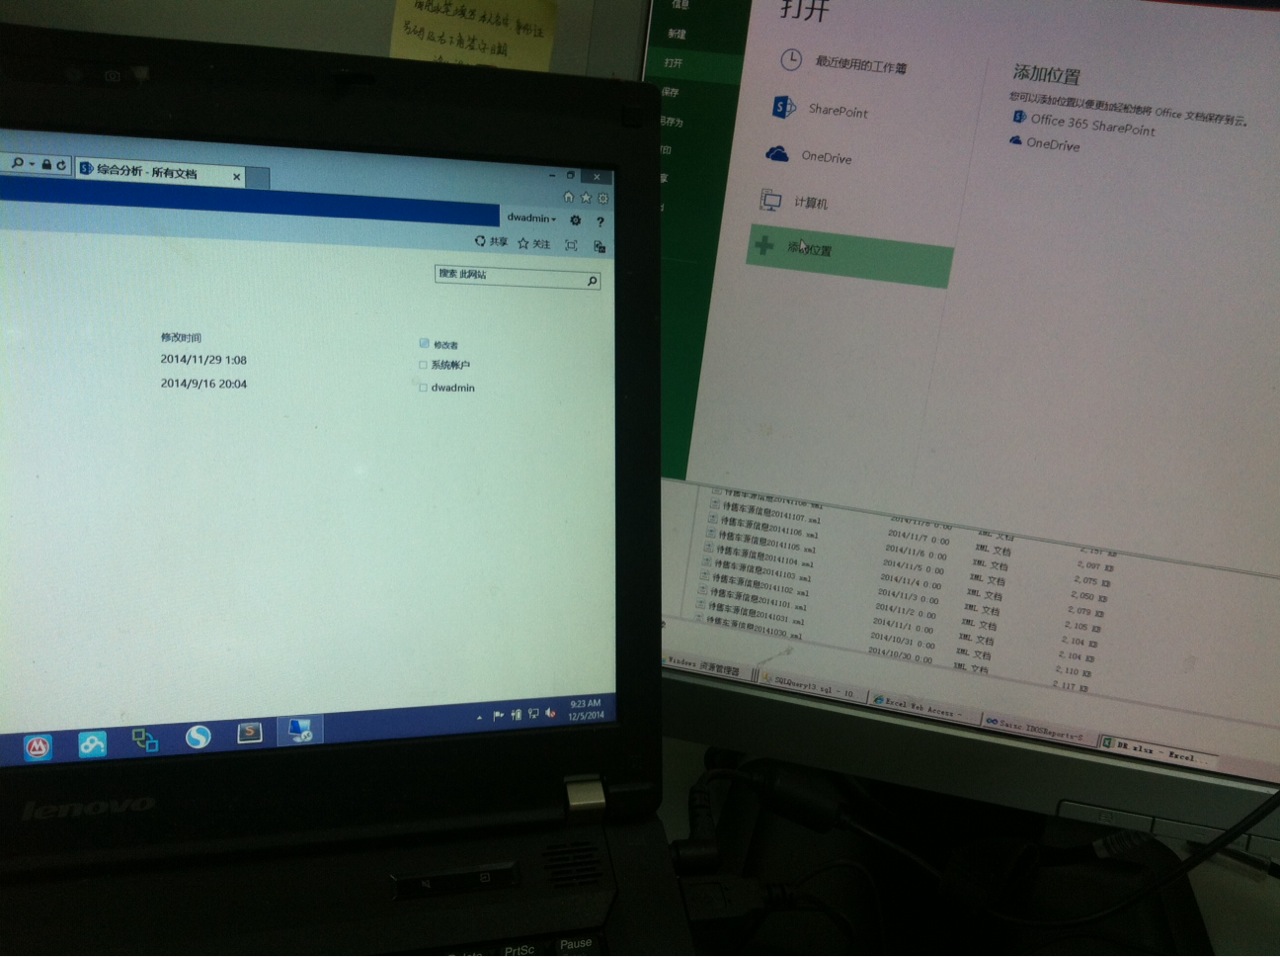 综合分析 - 所有文档
dwadmin
共享 关注
搜索 此网站
修改时间 修改者
2014/11/29 1:08 系统帐户
2014/9/16 20:04 dwadmin
9:23 AM
12/5/2014
lenovo
PrtSc Pause
信息
新建
打开
保存
另存为
打开
最近使用的工作簿
SharePoint
OneDrive
计算机
添加位置
添加位置
您可以添加位置以便更加轻松地将 Office 文档保存到云。
Office 365 SharePoint
OneDrive
待售车源信息20141107.xml 2014/11/7 0:00 XML 文档 2,097 KB
待售车源信息20141106.xml 2014/11/6 0:00 XML 文档 2,075 KB
待售车源信息20141105.xml 2014/11/5 0:00 XML 文档 2,050 KB
待售车源信息20141104.xml 2014/11/4 0:00 XML 文档 2,079 KB
待售车源信息20141103.xml 2014/11/3 0:00 XML 文档 2,105 KB
待售车源信息20141102.xml 2014/11/2 0:00 XML 文档 2,104 KB
待售车源信息20141101.xml 2014/11/1 0:00 XML 文档 2,104 KB
待售车源信息20141031.xml 2014/10/31 0:00 XML 文档 2,110 KB
待售车源信息20141030.xml 2014/10/30 0:00 XML 文档 2,117 KB
Windows 资源管理器
SQLQuery13.sql - 10.
Excel Web Access -
DR.xlsx - Excel...